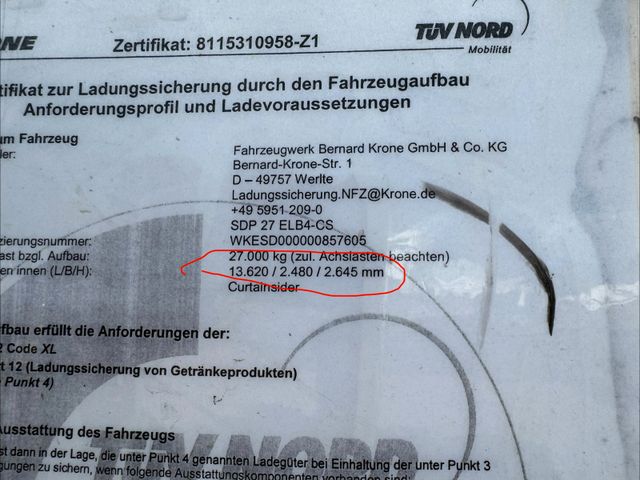 RNE
Zertifikat: 8115310958-Z1
TÜV NORD
Mobilität
tifikat zur Ladungssicherung durch den Fahrzeugaufbau
Anforderungsprofil und Ladevoraussetzungen
um Fahrzeug
ler: Fahrzeugwerk Bernard Krone GmbH & Co. KG
Bernard-Krone-Str. 1
D – 49757 Werlte
Ladungssicherung.NFZ@Krone.de
+49 5951 209-0
SDP 27 ELB4-CS
zierungsnummer: WKESD000000857605
ast bzgl. Aufbau: 27.000 kg (zul. Achslasten beachten)
en innen (L/B/H): 13.620 / 2.480 / 2.645 mm
Curtainsider
ufbau erfüllt die Anforderungen der:
2 Code XL
t 12 (Ladungssicherung von Getränkeprodukten)
Punkt 4)
TÜV NORD
Ausstattung des Fahrzeugs
st dann in der Lage, die unter Punkt 4 genannten Ladegüter bei Einhaltung der unter Punkt 3
gungen zu sichern, wenn folgende Ausstattungskomponenten vorhanden sind: